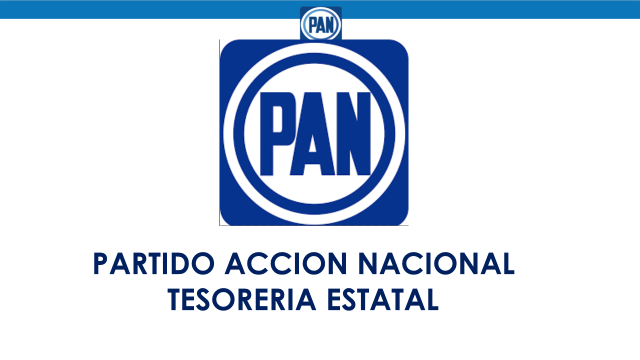 PAN
PAN
PARTIDO ACCION NACIONAL
TESORERIA ESTATAL